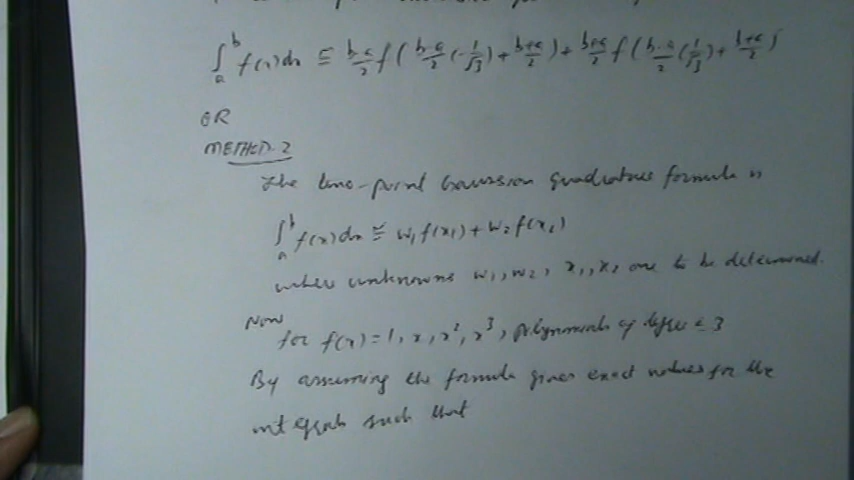 ∫_a^b f(x)dx ≅ b-a/2 f( b-a/2 (-1/√3) + b+a/2 ) + b+a/2 f( b-a/2 (1/√3) + b+a/2 )
OR
METHOD-2
The two-point Gaussian quadrature formula is
∫_a^b f(x)dx ≅ w₁f(x₁)+w₂f(x₂)
where unknowns w₁,w₂, x₁,x₂ are to be determined.
Now
for f(x)=1, x, x², x³, polynomials of degree ≤ 3
By assuming the formula gives exact values for the
integrals such that